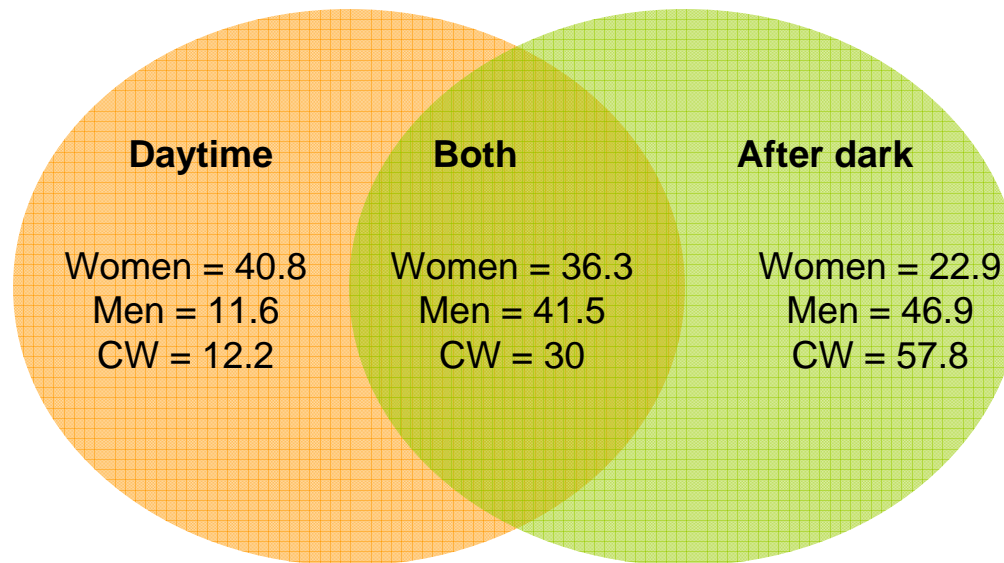 Daytime
Women = 40.8
Men = 11.6
CW = 12.2
Both
Women = 36.3
Men = 41.5
CW = 30
After dark
Women = 22.9
Men = 46.9
CW = 57.8